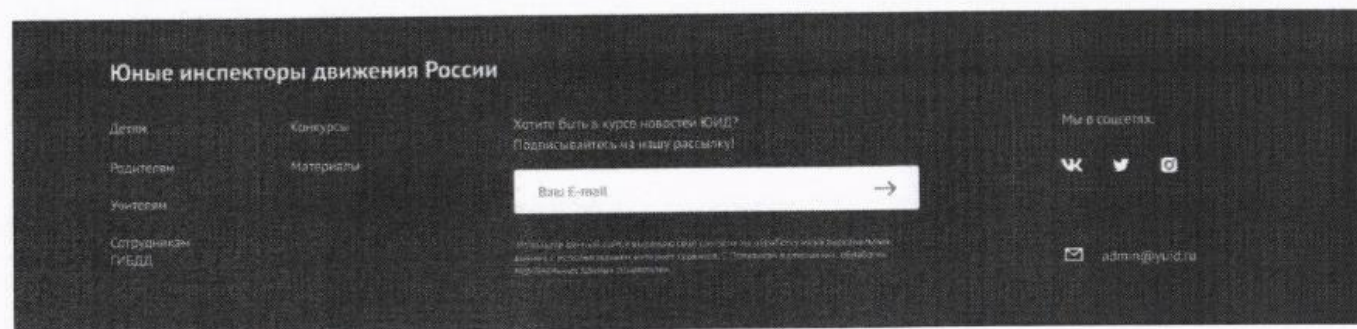 Юные инспекторы движения России
Детям
Родителям
Учителям
Сотрудникам
ГИБДД
Конкурсы
Материалы
Хотите быть в курсе новостей ЮИД?
Подписывайтесь на нашу рассылку!
Ваш E-mail
Мы в соцсетях:
admin@yuid.ru